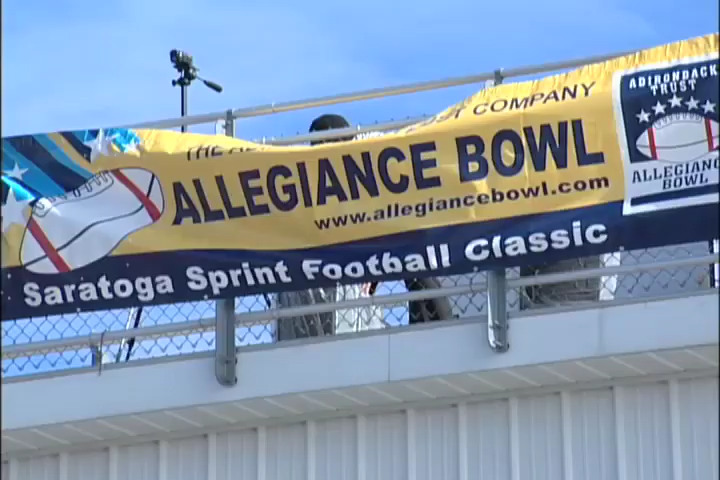 THE
COMPANY
ALLEGIANCE BOWL
www.allegiancebowl.com
Saratoga Sprint Football Classic
ADIRONDACK
TRUST
ALLEGIANCE
BOWL